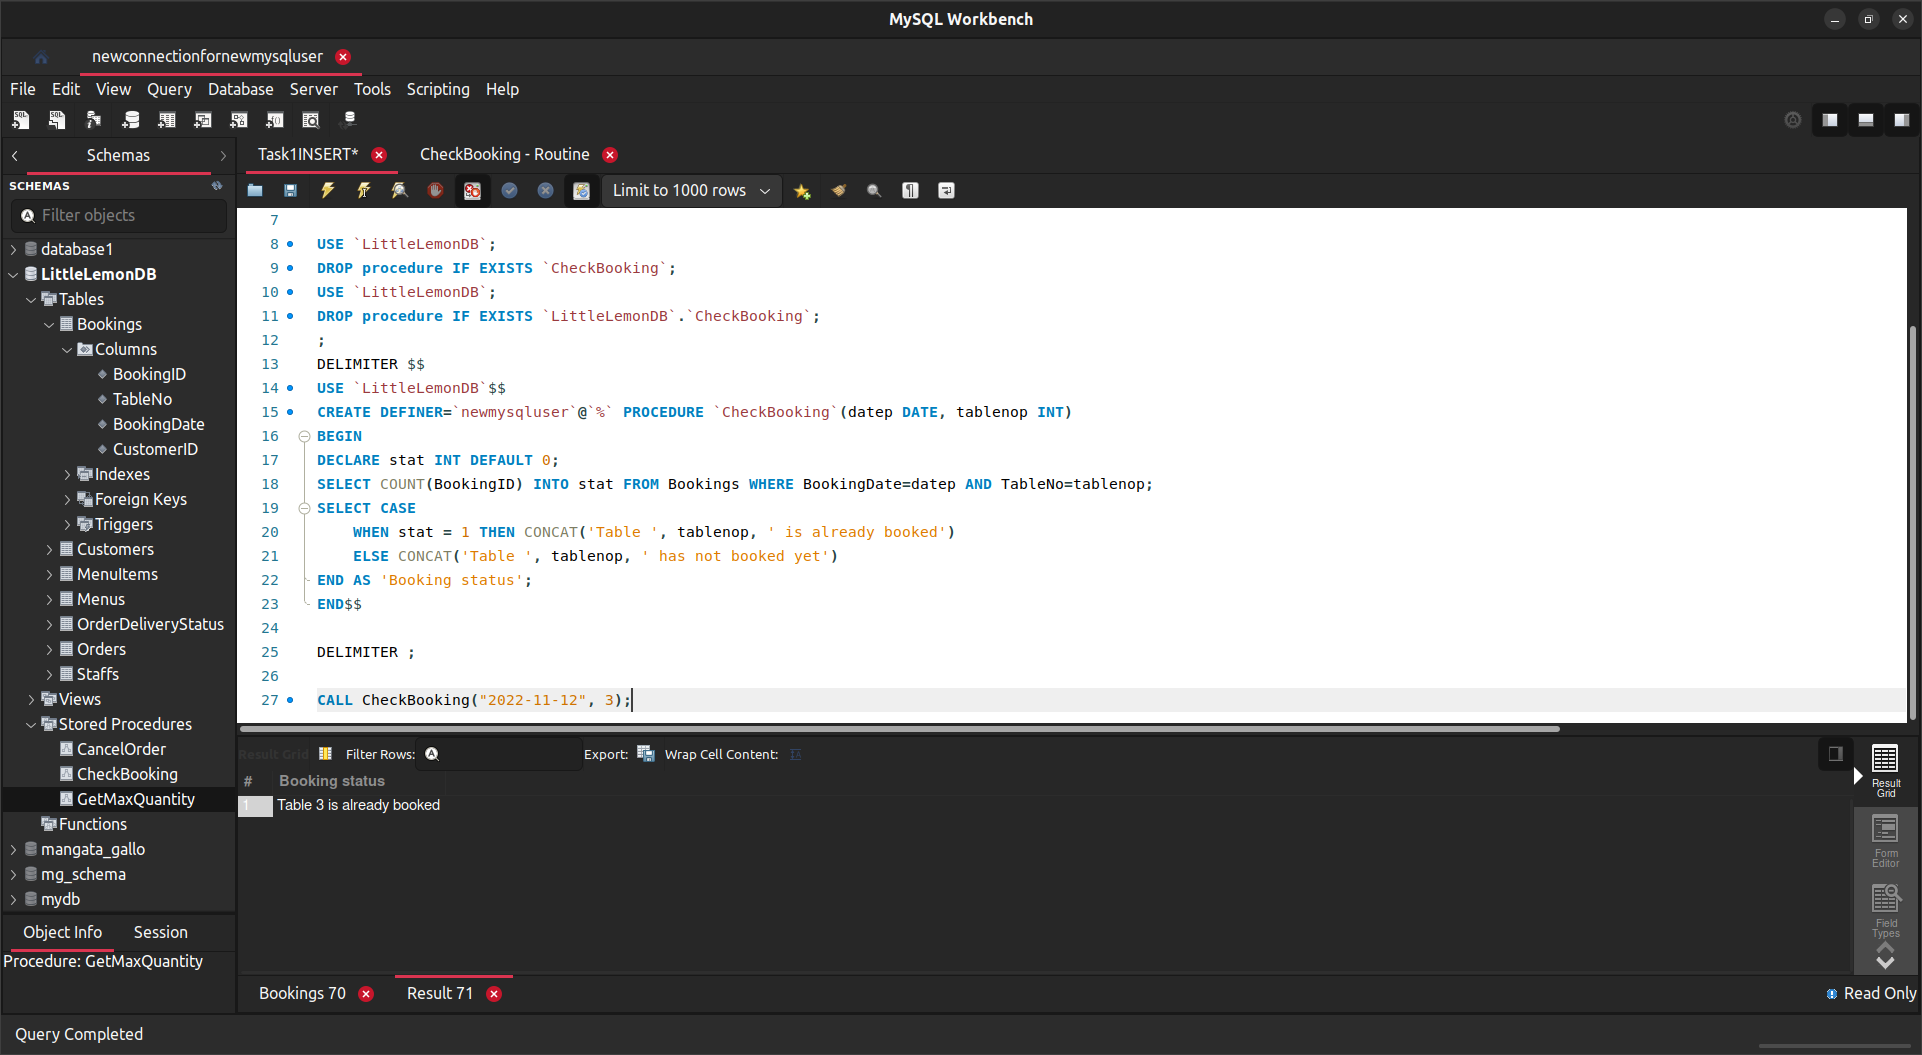 MySQL Workbench
newconnectionfornewmysqluser
File Edit View Query Database Server Tools Scripting Help
Schemas
Task1INSERT*
CheckBooking - Routine
SCHEMAS
Limit to 1000 rows
Filter objects
database1
LittleLemonDB
Tables
Bookings
Columns
BookingID
TableNo
BookingDate
CustomerID
Indexes
Foreign Keys
Triggers
Customers
MenuItems
Menus
OrderDeliveryStatus
Orders
Staffs
Views
Stored Procedures
CancelOrder
CheckBooking
GetMaxQuantity
Functions
mangata_gallo
mg_schema
mydb
Object Info Session
Procedure: GetMaxQuantity
7
8 USE `LittleLemonDB`;
9 DROP procedure IF EXISTS `CheckBooking`;
10 USE `LittleLemonDB`;
11 DROP procedure IF EXISTS `LittleLemonDB`.`CheckBooking`;
12 ;
13 DELIMITER $$
14 USE `LittleLemonDB`$$
15 CREATE DEFINER=`newmysqluser`@`%` PROCEDURE `CheckBooking`(datep DATE, tablenop INT)
16 BEGIN
17 DECLARE stat INT DEFAULT 0;
18 SELECT COUNT(BookingID) INTO stat FROM Bookings WHERE BookingDate=datep AND TableNo=tablenop;
19 SELECT CASE
20 WHEN stat = 1 THEN CONCAT('Table ', tablenop, ' is already booked')
21 ELSE CONCAT('Table ', tablenop, ' has not booked yet')
22 END AS 'Booking status';
23 END$$
24
25 DELIMITER ;
26
27 CALL CheckBooking("2022-11-12", 3);
Result Grid Filter Rows: Export: Wrap Cell Content:
# Booking status
1 Table 3 is already booked
Result
Grid
Form
Editor
Field
Types
Bookings 70 Result 71
Read Only
Query Completed